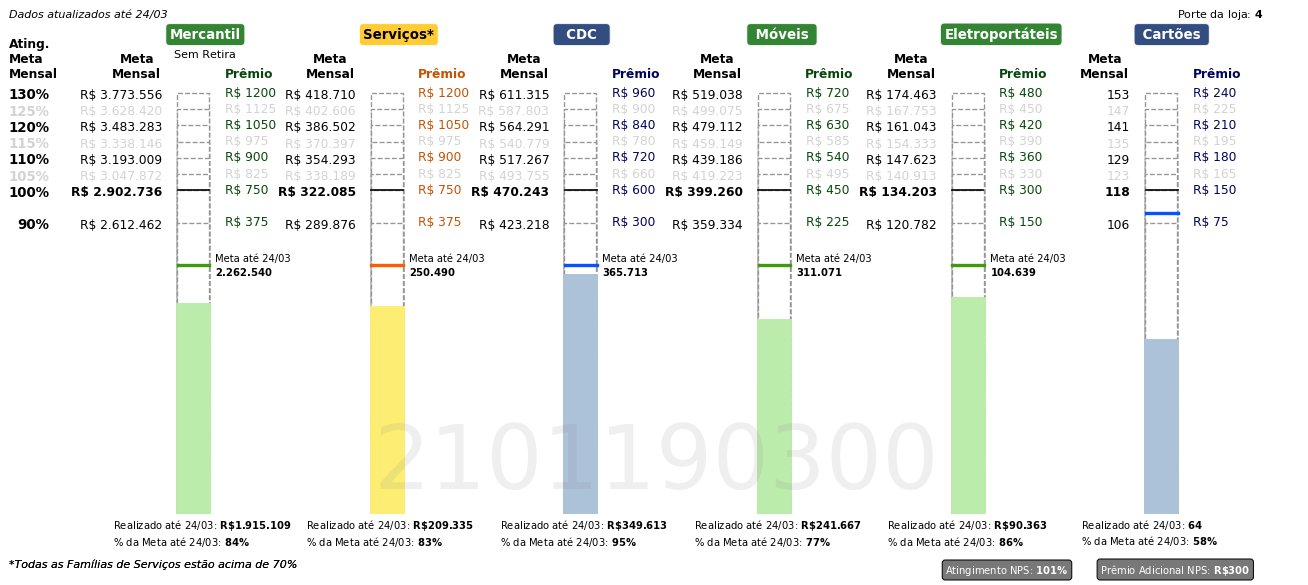 Dados atualizados até 24/03
Porte da loja: 4
Mercantil Serviços* CDC Móveis Eletroportáteis Cartões
Sem Retira
Ating. Meta Mensal
Meta Mensal Prêmio Meta Mensal Prêmio Meta Mensal Prêmio Meta Mensal Prêmio Meta Mensal Prêmio Meta Mensal Prêmio
130% R$ 3.773.556 R$ 1200 R$ 418.710 R$ 1200 R$ 611.315 R$ 960 R$ 519.038 R$ 720 R$ 174.463 R$ 480 153 R$ 240
125% R$ 3.628.420 R$ 1125 R$ 402.606 R$ 1125 R$ 587.803 R$ 900 R$ 499.075 R$ 675 R$ 167.753 R$ 450 147 R$ 225
120% R$ 3.483.283 R$ 1050 R$ 386.502 R$ 1050 R$ 564.291 R$ 840 R$ 479.112 R$ 630 R$ 161.043 R$ 420 141 R$ 210
115% R$ 3.338.146 R$ 975 R$ 370.397 R$ 975 R$ 540.779 R$ 780 R$ 459.149 R$ 585 R$ 154.333 R$ 390 135 R$ 195
110% R$ 3.193.009 R$ 900 R$ 354.293 R$ 900 R$ 517.267 R$ 720 R$ 439.186 R$ 540 R$ 147.623 R$ 360 129 R$ 180
105% R$ 3.047.872 R$ 825 R$ 338.189 R$ 825 R$ 493.755 R$ 660 R$ 419.223 R$ 495 R$ 140.913 R$ 330 123 R$ 165
100% R$ 2.902.736 R$ 750 R$ 322.085 R$ 750 R$ 470.243 R$ 600 R$ 399.260 R$ 450 R$ 134.203 R$ 300 118 R$ 150
90% R$ 2.612.462 R$ 375 R$ 289.876 R$ 375 R$ 423.218 R$ 300 R$ 359.334 R$ 225 R$ 120.782 R$ 150 106 R$ 75
Meta até 24/03 Meta até 24/03 Meta até 24/03 Meta até 24/03 Meta até 24/03
2.262.540 250.490 365.713 311.071 104.639
2101190300
Realizado até 24/03: R$1.915.109 Realizado até 24/03: R$209.335 Realizado até 24/03: R$349.613 Realizado até 24/03: R$241.667 Realizado até 24/03: R$90.363 Realizado até 24/03: 64
% da Meta até 24/03: 84% % da Meta até 24/03: 83% % da Meta até 24/03: 95% % da Meta até 24/03: 77% % da Meta até 24/03: 86% % da Meta até 24/03: 58%
*Todas as Famílias de Serviços estão acima de 70%
Atingimento NPS: 101% Prêmio Adicional NPS: R$300